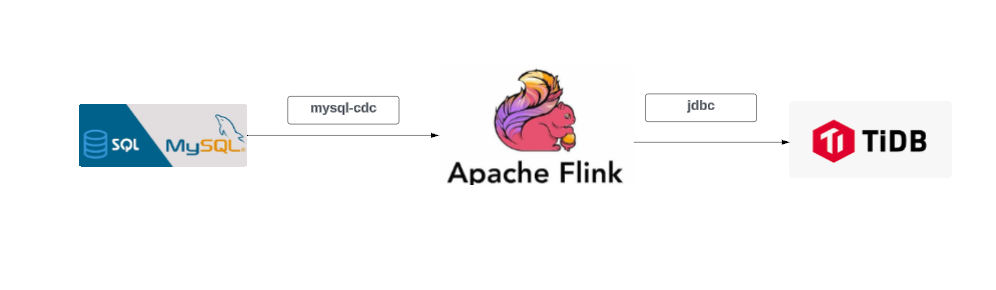 SQL
MySQL
mysql-cdc
Apache Flink
jdbc
TiDB